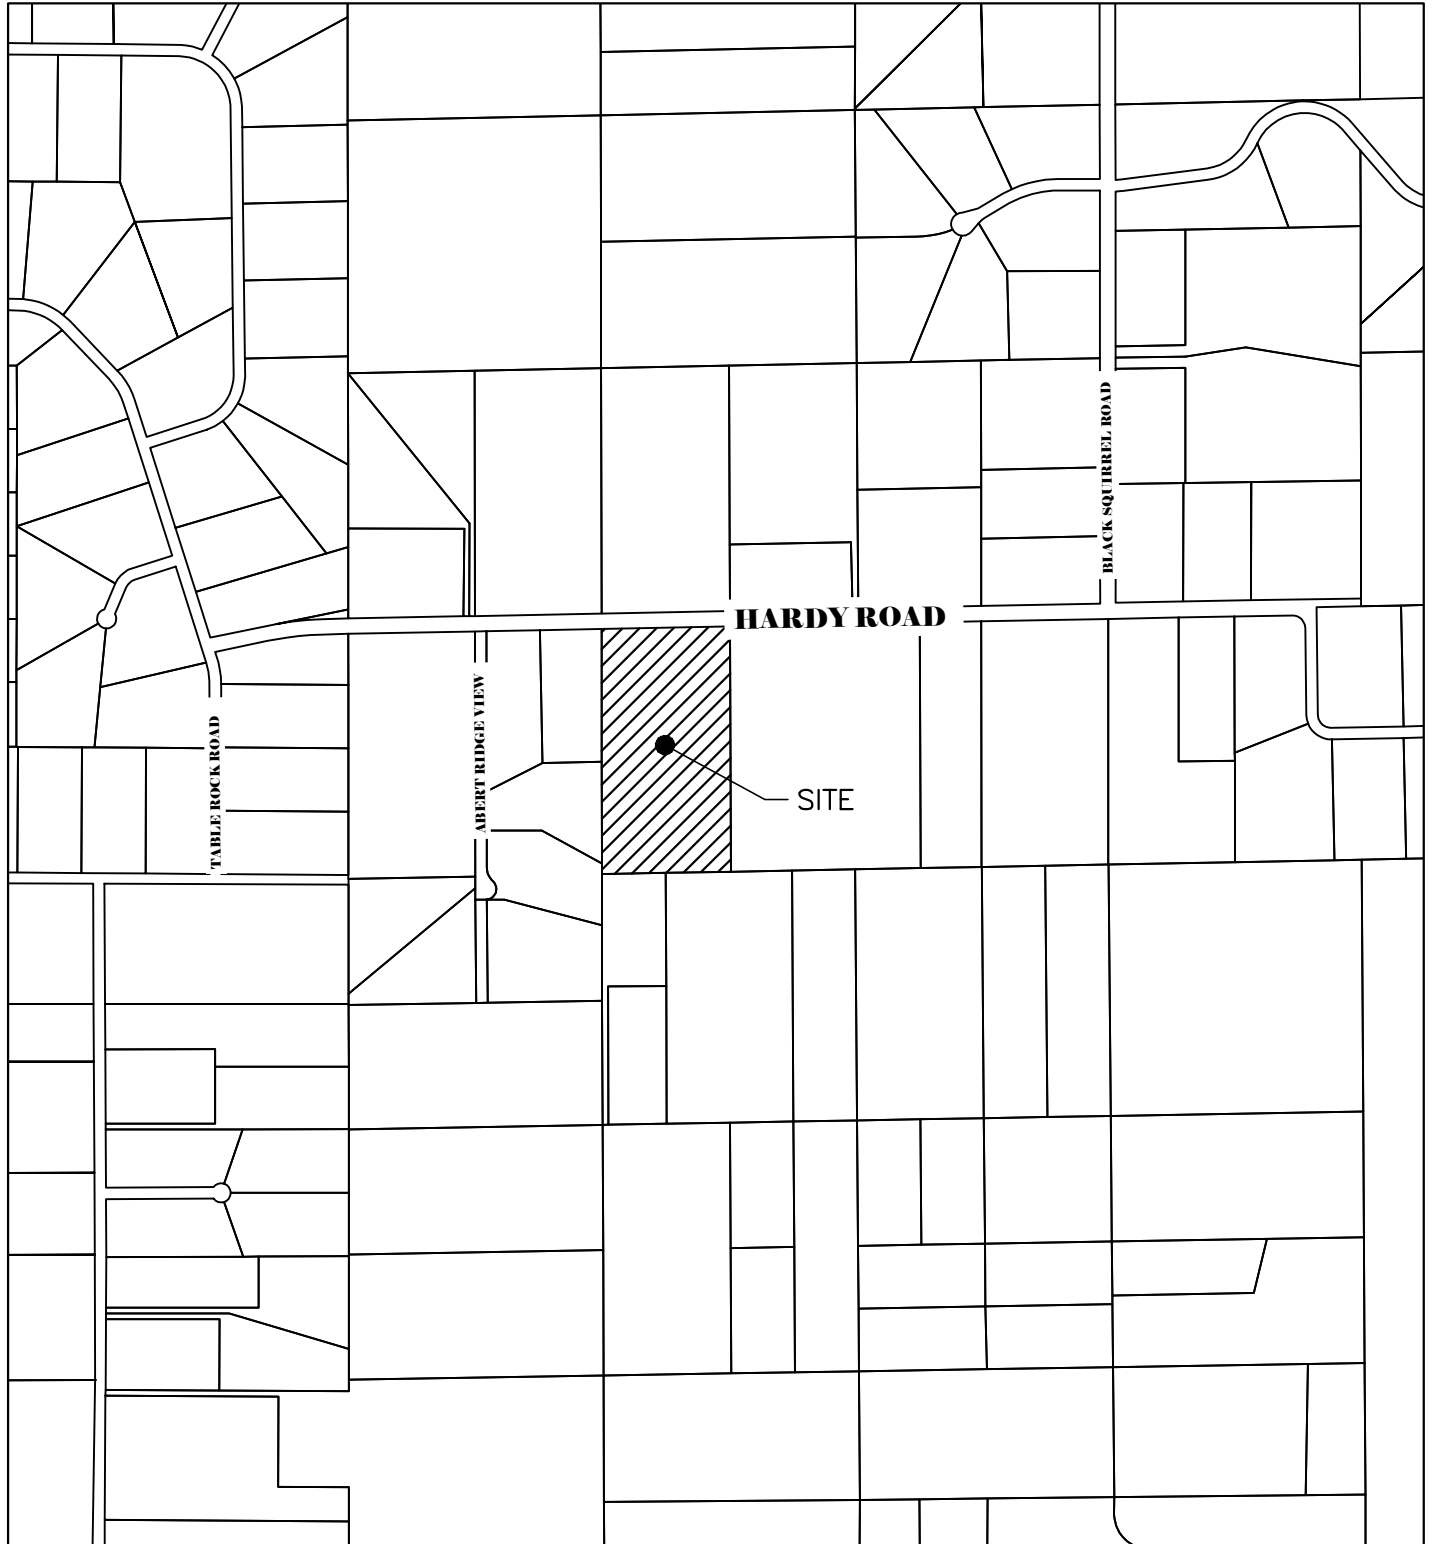 BLACK SQUIRREL ROAD
HARDY ROAD
ABERT RIDGE VIEW
TABLE ROCK ROAD
SITE